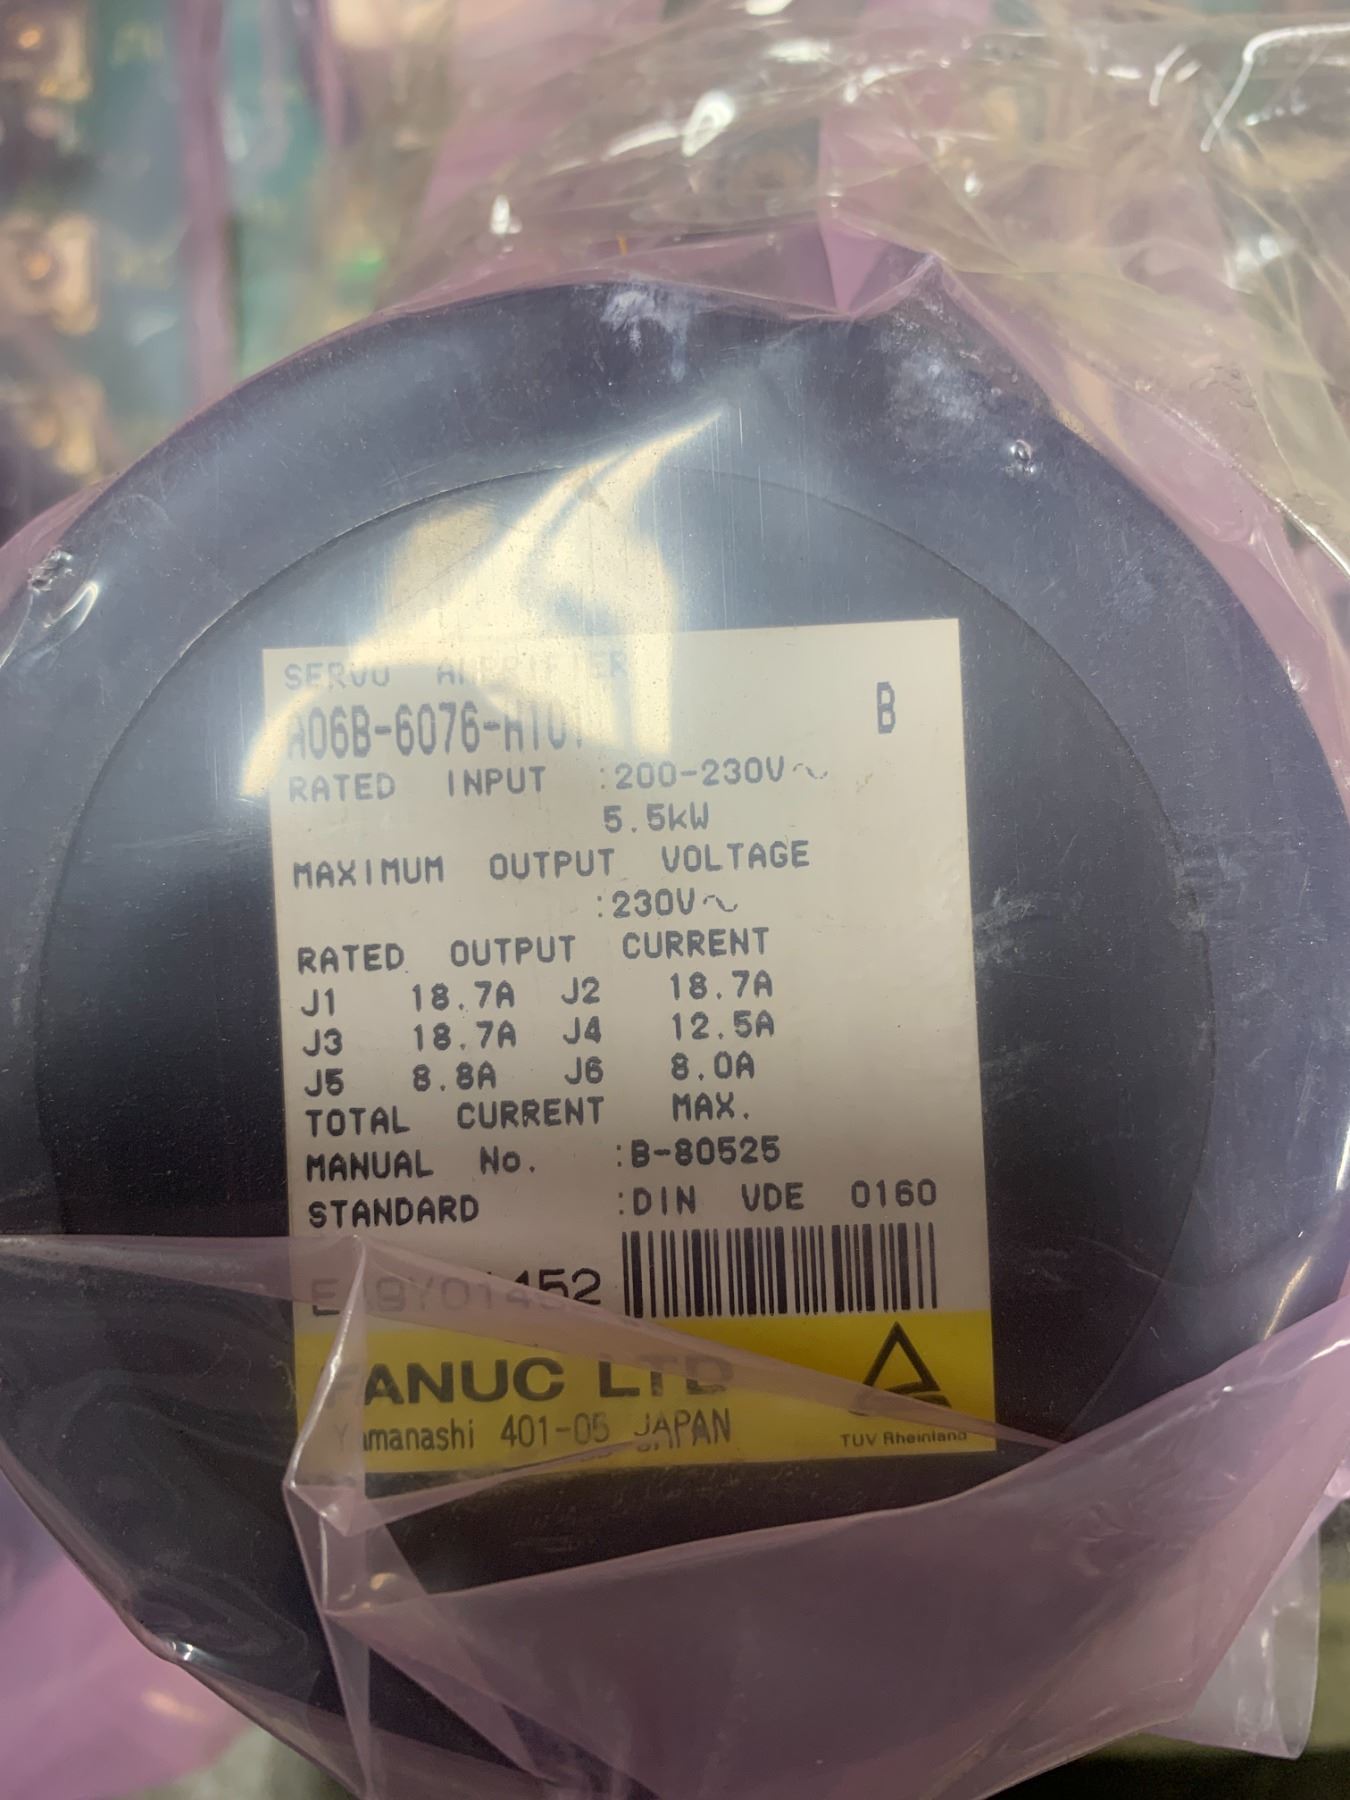 SERVO AMPLIFIER
A06B-6076-H101
B
RATED INPUT :200-230V~
5.5kW
MAXIMUM OUTPUT VOLTAGE
:230V~
RATED OUTPUT CURRENT
J1 18.7A J2 18.7A
J3 18.7A J4 12.5A
J5 8.8A J6 8.0A
TOTAL CURRENT MAX.
MANUAL No. :B-80525
STANDARD :DIN VDE 0160
EA9Y01452
FANUC LTD
Yamanashi 401-05 JAPAN
TUV Rheinland